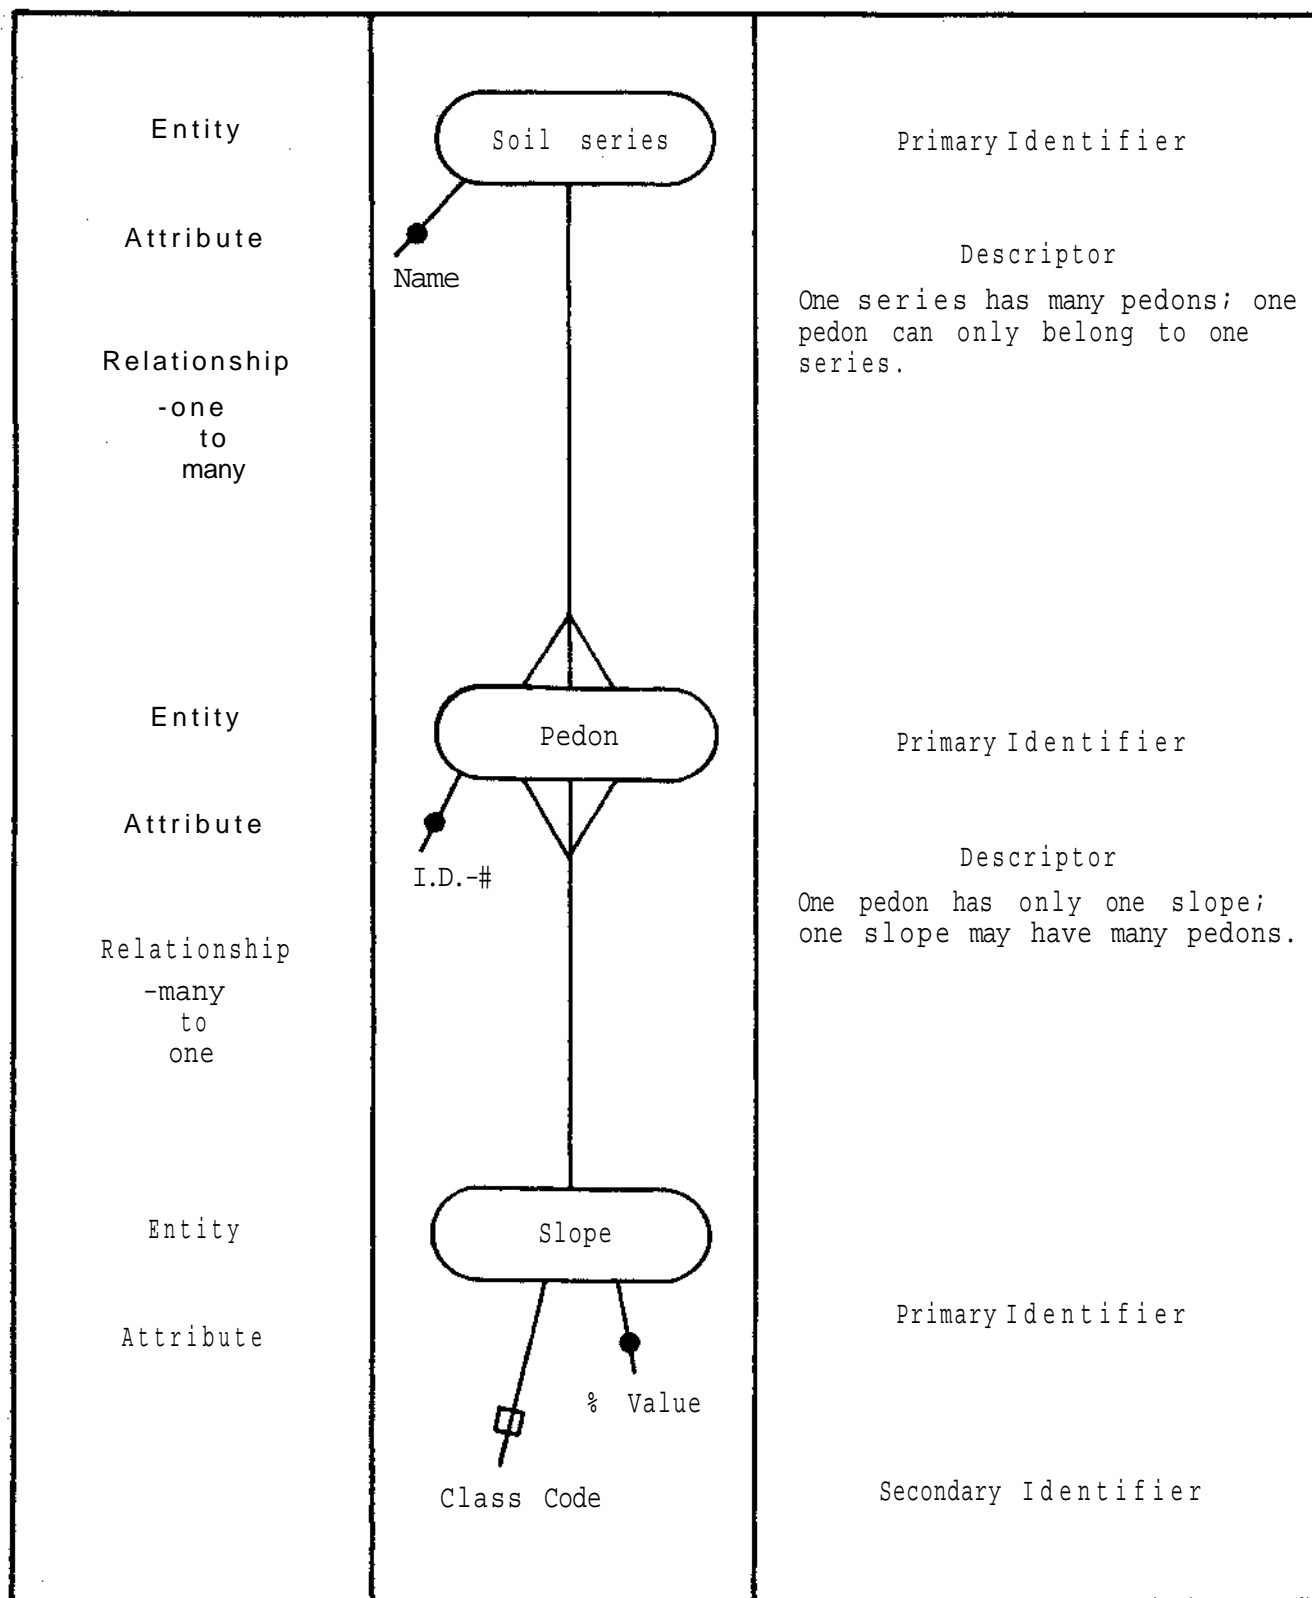 Entity
Soil series
Primary Identifier
Attribute
Name
Descriptor
One series has many pedons; one
pedon can only belong to one
series.
Relationship
-one
to
many
Entity
Pedon
Primary Identifier
Attribute
I.D.-#
Descriptor
One pedon has only one slope;
one slope may have many pedons.
Relationship
-many
to
one
Entity
Slope
Primary Identifier
Attribute
% Value
Class Code
Secondary Identifier